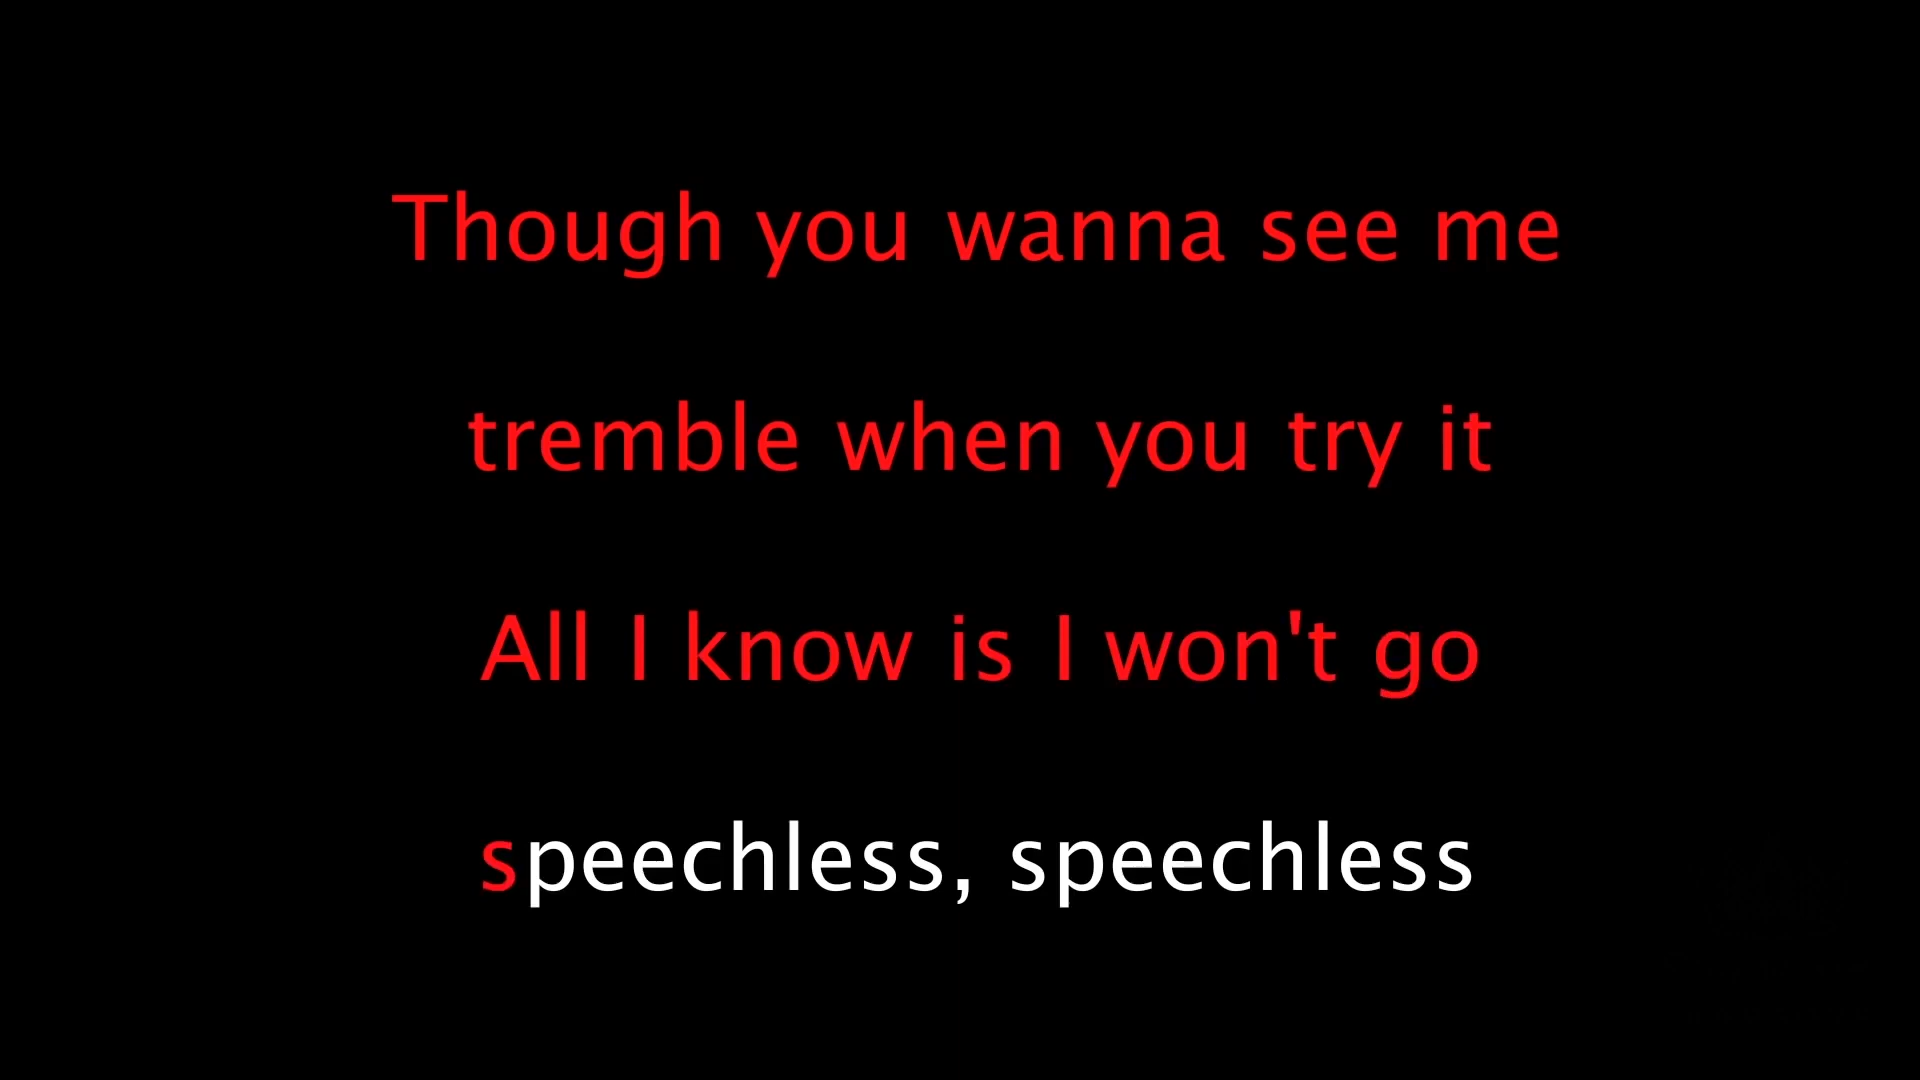 Though you wanna see me
tremble when you try it
All I know is I won't go
speechless, speechless